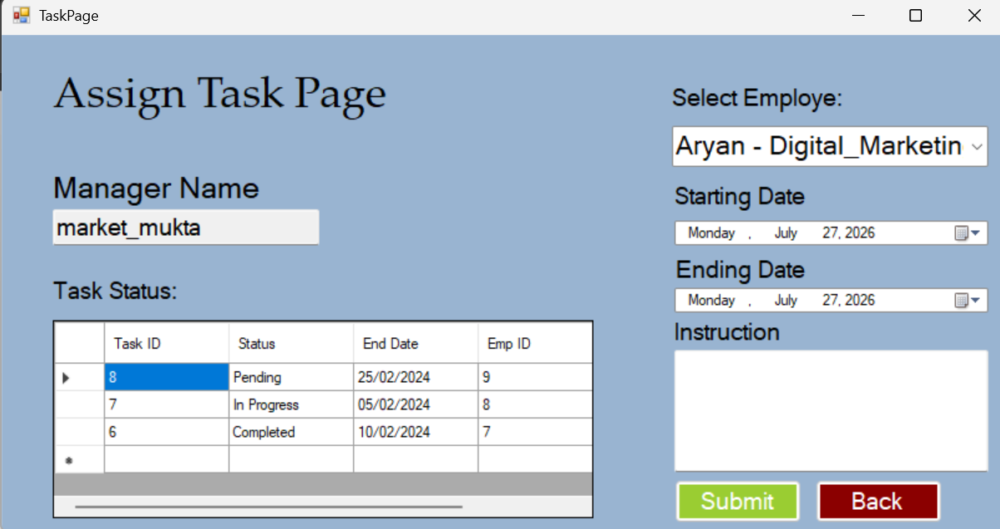 TaskPage
Assign Task Page
Manager Name
market_mukta
Task Status:
Task ID Status End Date Emp ID
8 Pending 25/02/2024 9
7 In Progress 05/02/2024 8
6 Completed 10/02/2024 7
Select Employe:
Aryan - Digital_Marketin
Starting Date
Monday , July 27, 2026
Ending Date
Monday , July 27, 2026
Instruction
Submit Back